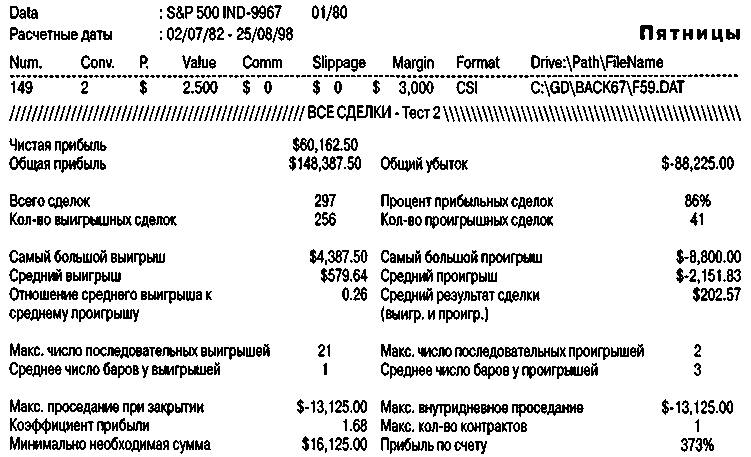 Data : S&P 500 IND-9967 01/80
Расчетные даты : 02/07/82 - 25/08/98 Пятницы
Num. Conv. P. Value Comm Slippage Margin Format Drive:\Path\FileName
149 2 $ 2.500 $ 0 $ 0 $ 3,000 CSI C:\GD\BACK67\F59.DAT
//////////////////////////////////////////////// ВСЕ СДЕЛКИ - Тест 2 \\\\\\\\\\\\\\\\\\\\\\\\\\\\\\\\\\\\\\\\\\\\\\\\
Чистая прибыль $60,162.50
Общая прибыль $148,387.50 Общий убыток $-88,225.00
Всего сделок 297 Процент прибыльных сделок 86%
Кол-во выигрышных сделок 256 Кол-во проигрышных сделок 41
Самый большой выигрыш $4,387.50 Самый большой проигрыш $-8,800.00
Средний выигрыш $579.64 Средний проигрыш $-2,151.83
Отношение среднего выигрыша к 0.26 Средний результат сделки $202.57
среднему проигрышу (выигр. и проигр.)
Макс. число последовательных выигрышей 21 Макс. число последовательных проигрышей 2
Среднее число баров у выигрышей 1 Среднее число баров у проигрышей 3
Макс. проседание при закрытии $-13,125.00 Макс. внутридневное проседание $-13,125.00
Коэффициент прибыли 1.68 Макс. кол-во контрактов 1
Минимально необходимая сумма $16,125.00 Прибыль по счету 373%